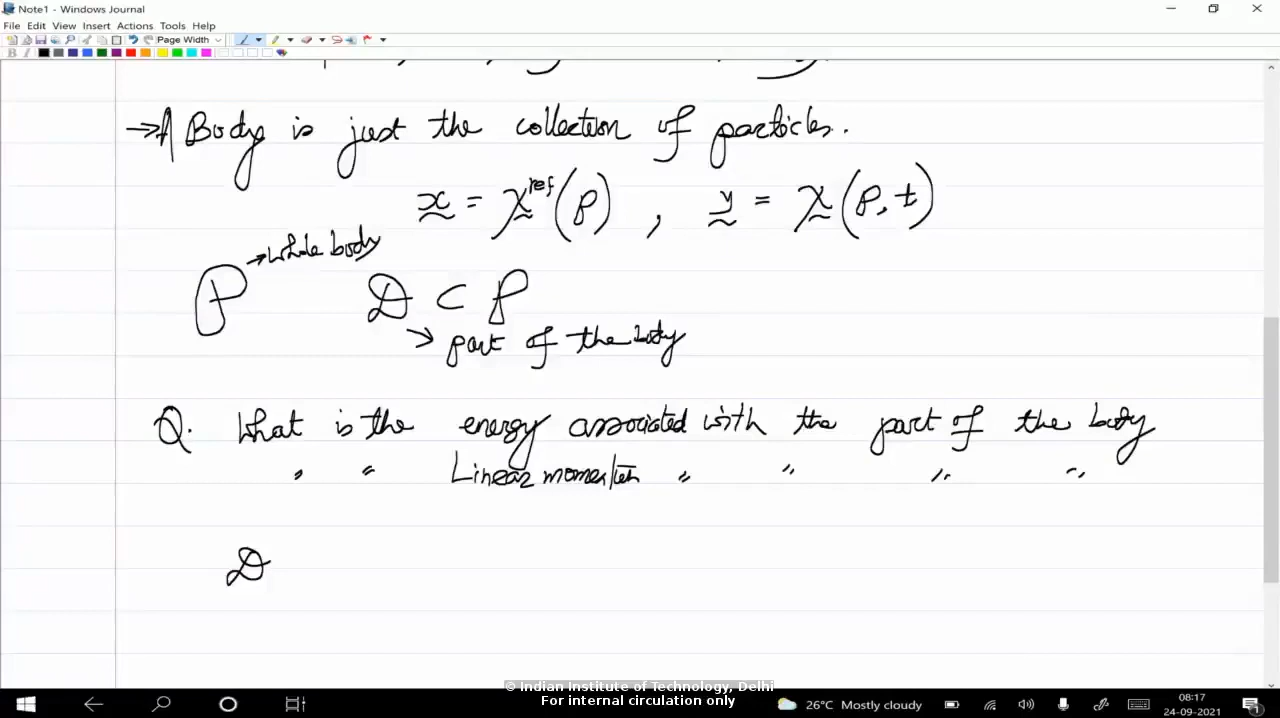 Note1 - Windows Journal
File Edit View Insert Actions Tools Help
Page Width
→ A Body is just the collection of particles.
x = χ^ref (p) , y = χ (p, t)
→ whole body
P D ⊂ P
→ part of the body
Q. What is the energy associated with the part of the body
" " Linear momentum " " " "
D
© Indian Institute of Technology, Delhi
For internal circulation only
26°C Mostly cloudy
08:17
24-09-2021
1